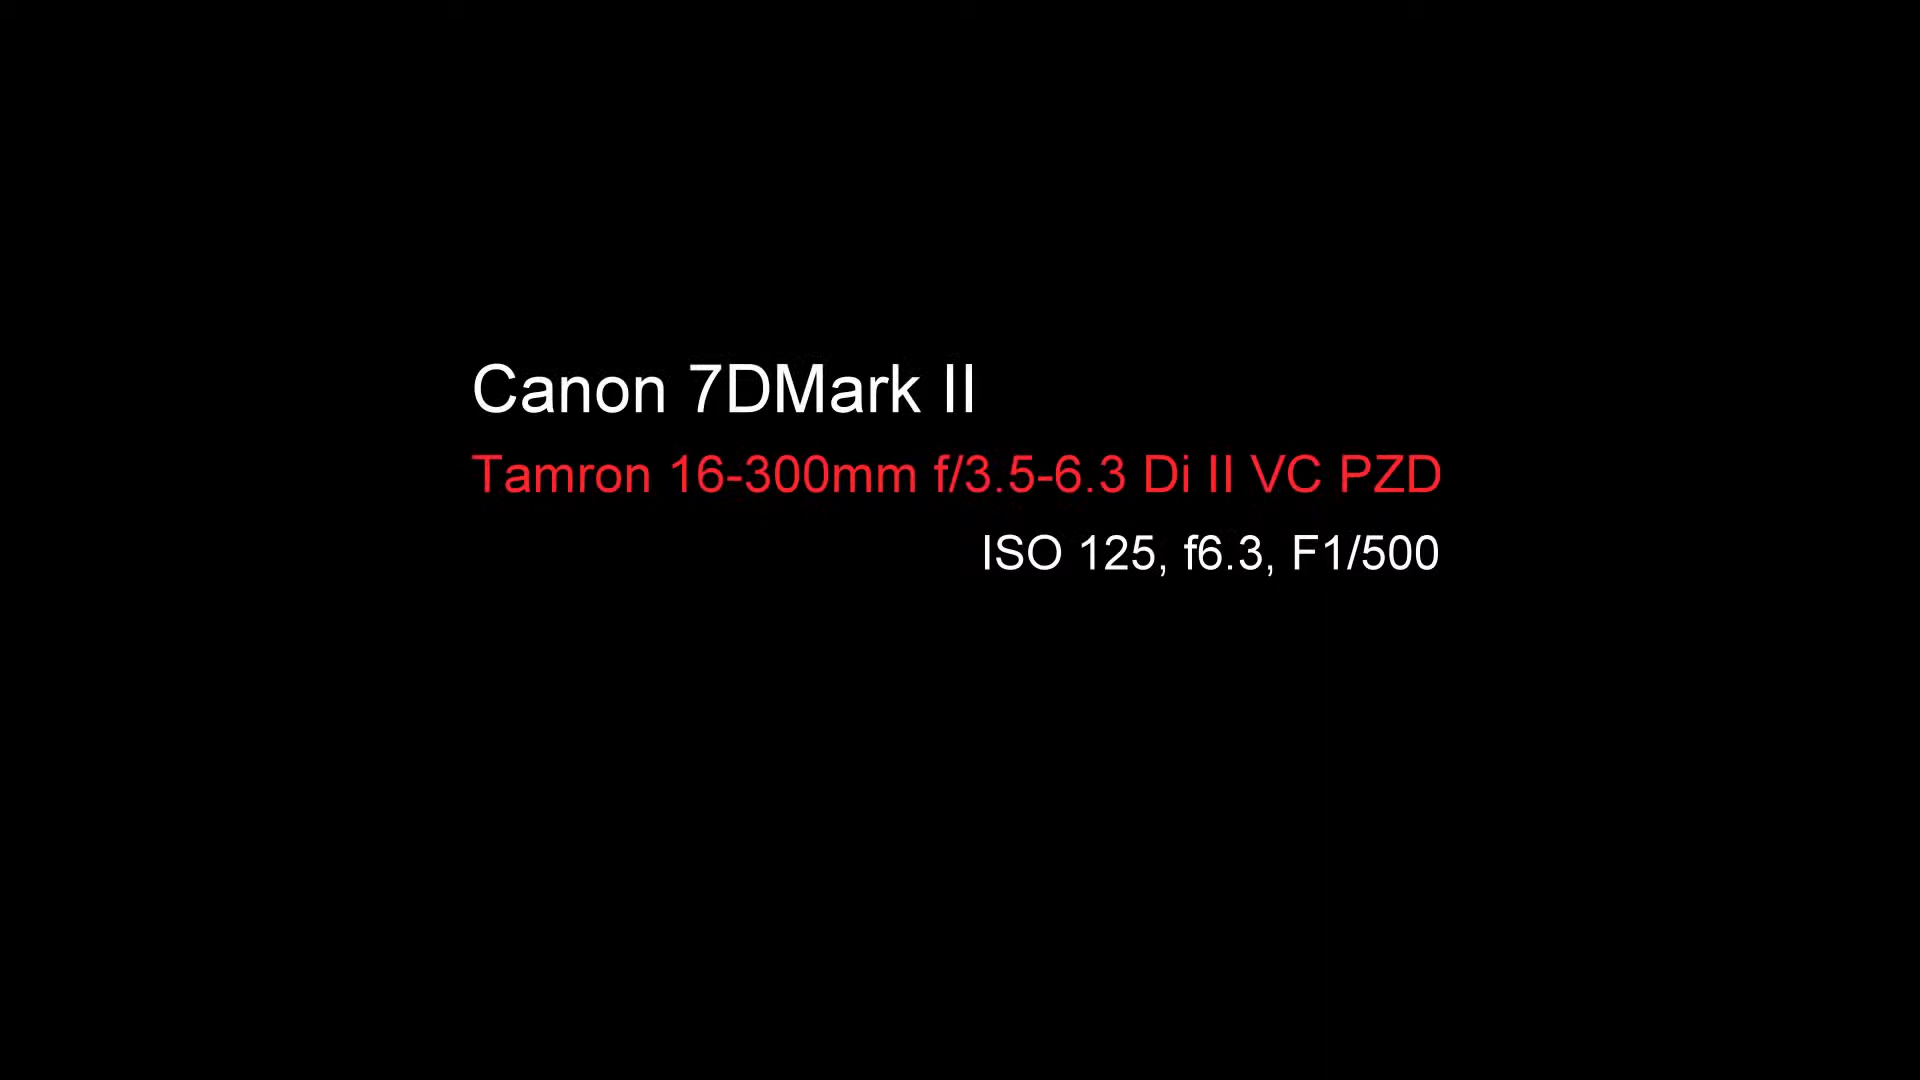 Canon 7DMark II
Tamron 16-300mm f/3.5-6.3 Di II VC PZD
ISO 125, f6.3, F1/500